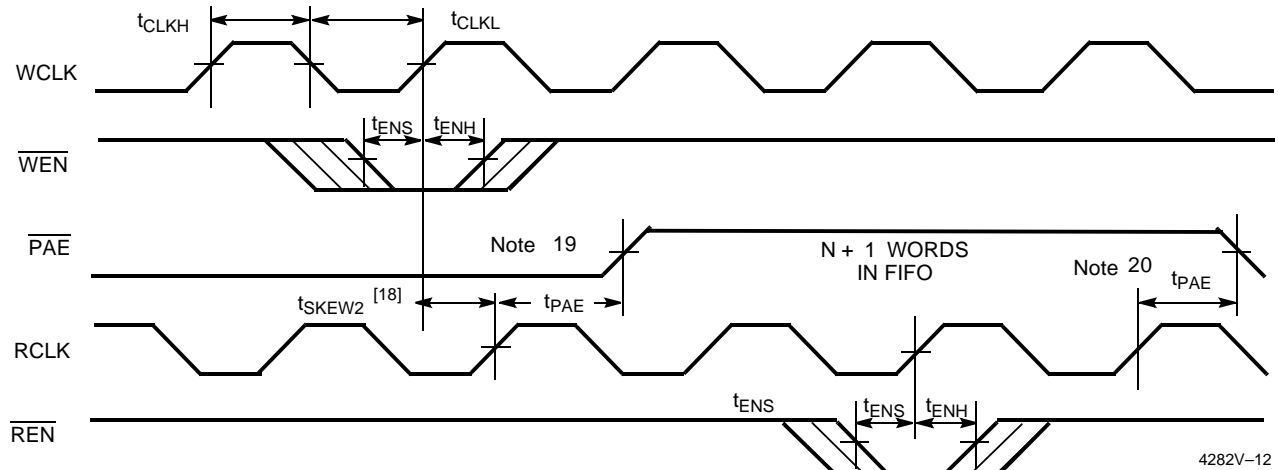 tCLKH
tCLKL
WCLK
tENS
tENH
WEN
PAE
Note 19
N + 1 WORDS
IN FIFO
Note 20
tPAE
tSKEW2 [18]
tPAE
RCLK
tENS
tENS
tENH
REN
4282V–12